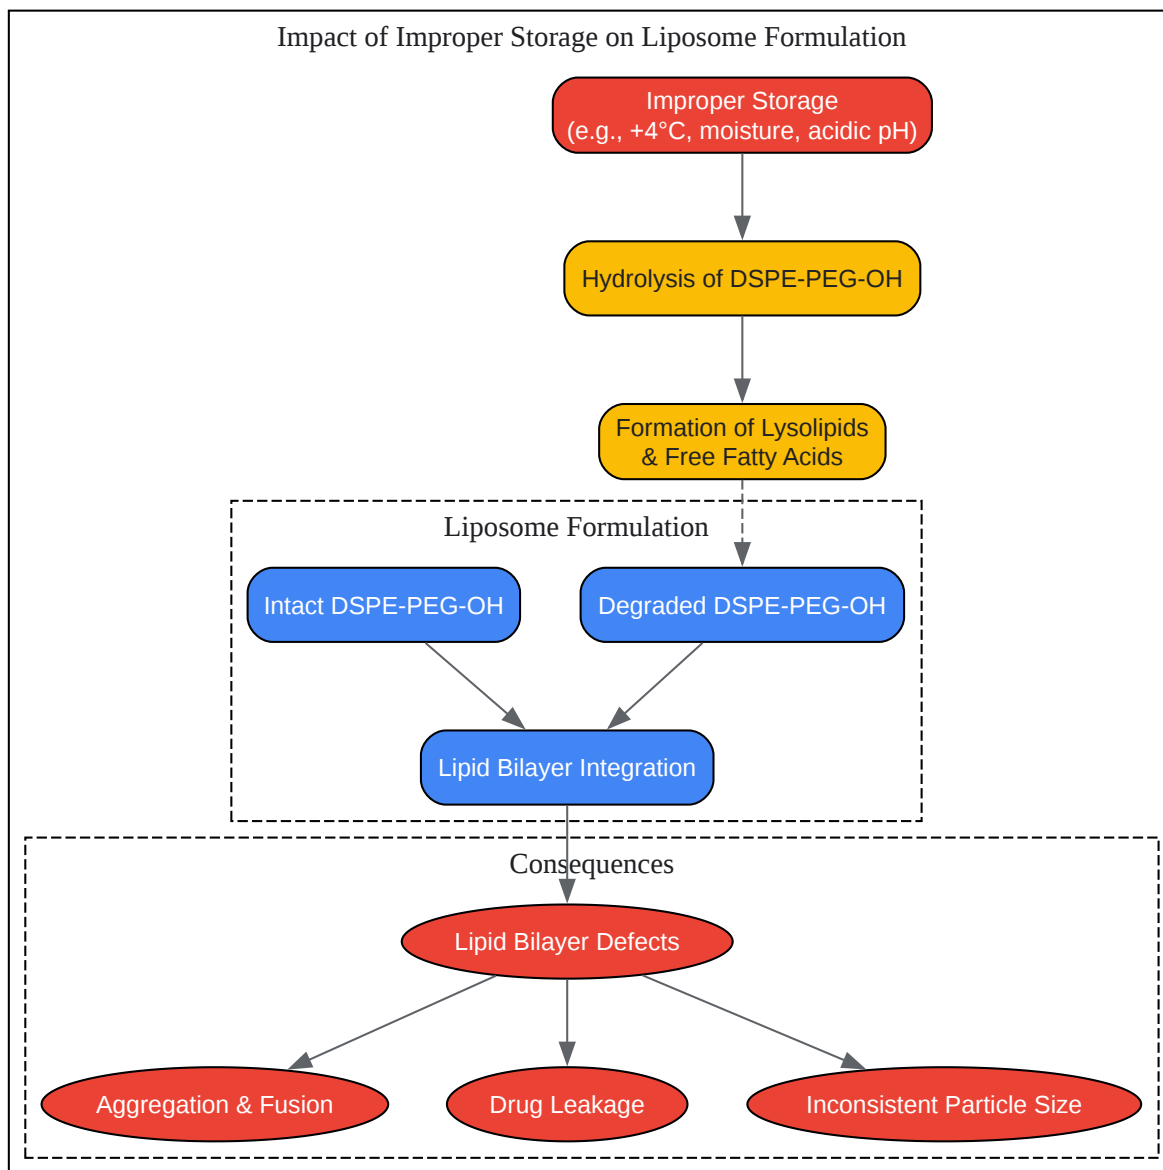 Impact of Improper Storage on Liposome Formulation
Improper Storage
(e.g., +4°C, moisture, acidic pH)
Hydrolysis of DSPE-PEG-OH
Formation of Lysolipids
& Free Fatty Acids
Liposome Formulation
Intact DSPE-PEG-OH
Degraded DSPE-PEG-OH
Lipid Bilayer Integration
Consequences
Lipid Bilayer Defects
Aggregation & Fusion
Drug Leakage
Inconsistent Particle Size